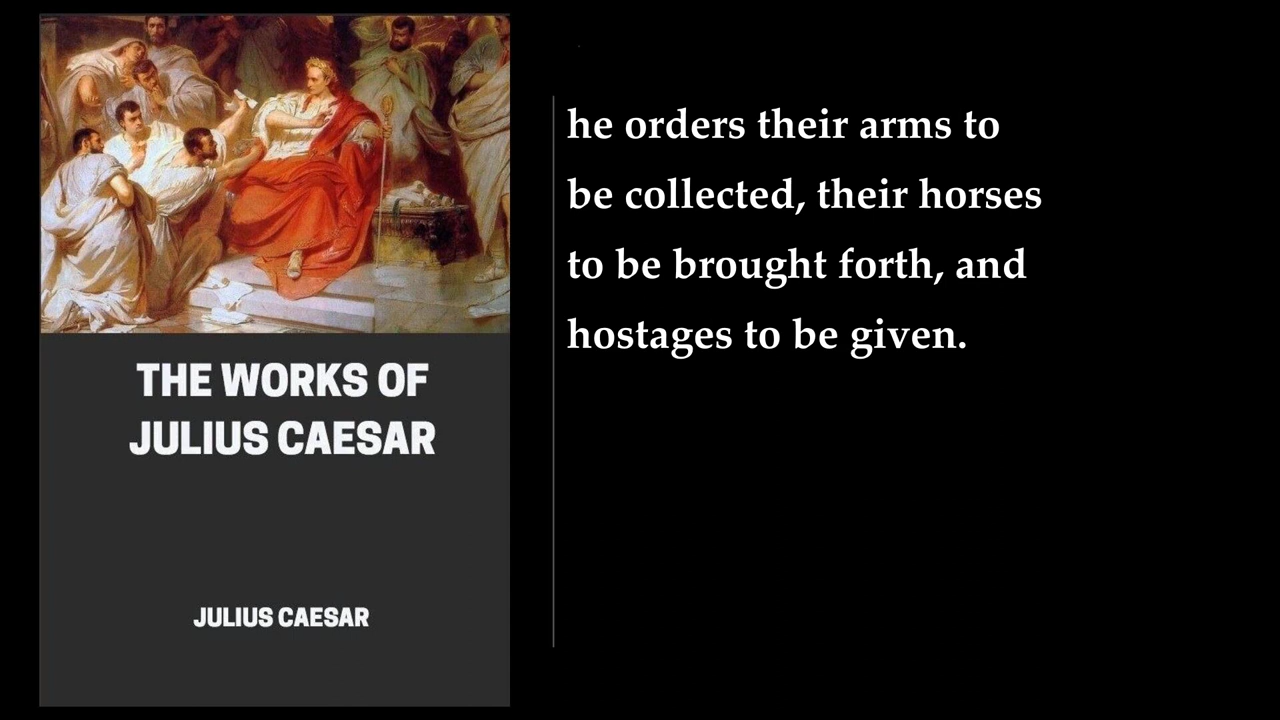 THE WORKS OF
JULIUS CAESAR
JULIUS CAESAR
he orders their arms to
be collected, their horses
to be brought forth, and
hostages to be given.